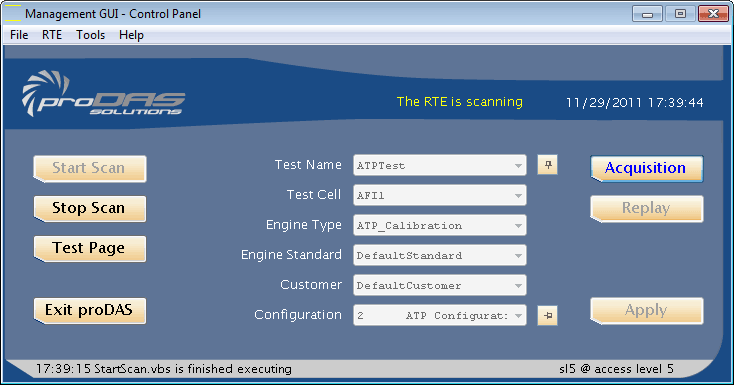 Management GUI - Control Panel
File RTE Tools Help
proDAS
SOLUTIONS
The RTE is scanning 11/29/2011 17:39:44
Start Scan
Stop Scan
Test Page
Exit proDAS
Test Name ATPTest
Test Cell AFI1
Engine Type ATP_Calibration
Engine Standard DefaultStandard
Customer DefaultCustomer
Configuration 2 ATP Configurat:
Acquisition
Replay
Apply
17:39:15 StartScan.vbs is finished executing sl5 @ access level 5